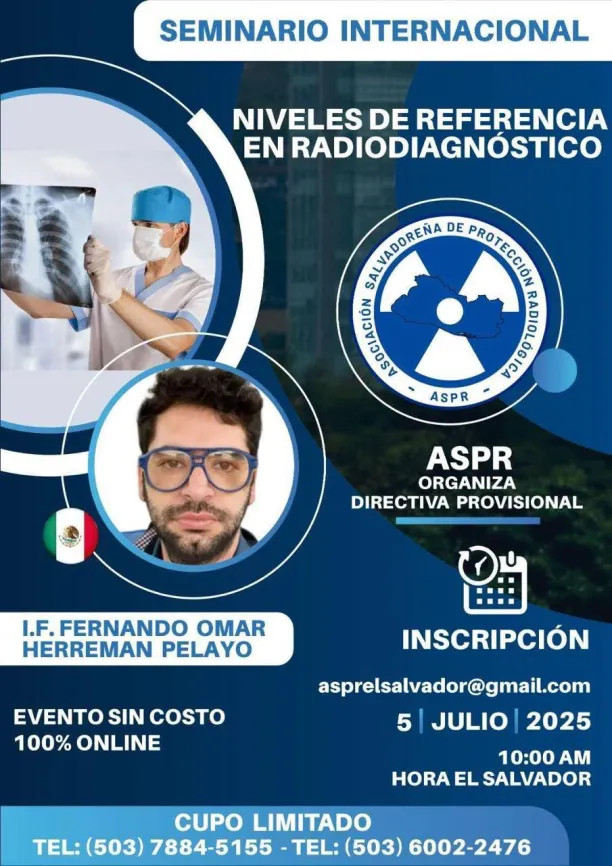 SEMINARIO INTERNACIONAL
NIVELES DE REFERENCIA
EN RADIODIAGNÓSTICO
ASOCIACIÓN SALVADOREÑA DE PROTECCIÓN RADIOLÓGICA
- ASPR -
ASPR
ORGANIZA
DIRECTIVA PROVISIONAL
I.F. FERNANDO OMAR
HERREMAN PELAYO
INSCRIPCIÓN
asprelsalvador@gmail.com
EVENTO SIN COSTO
100% ONLINE
5 | JULIO | 2025
10:00 AM
HORA EL SALVADOR
CUPO LIMITADO
TEL: (503) 7884-5155 - TEL: (503) 6002-2476